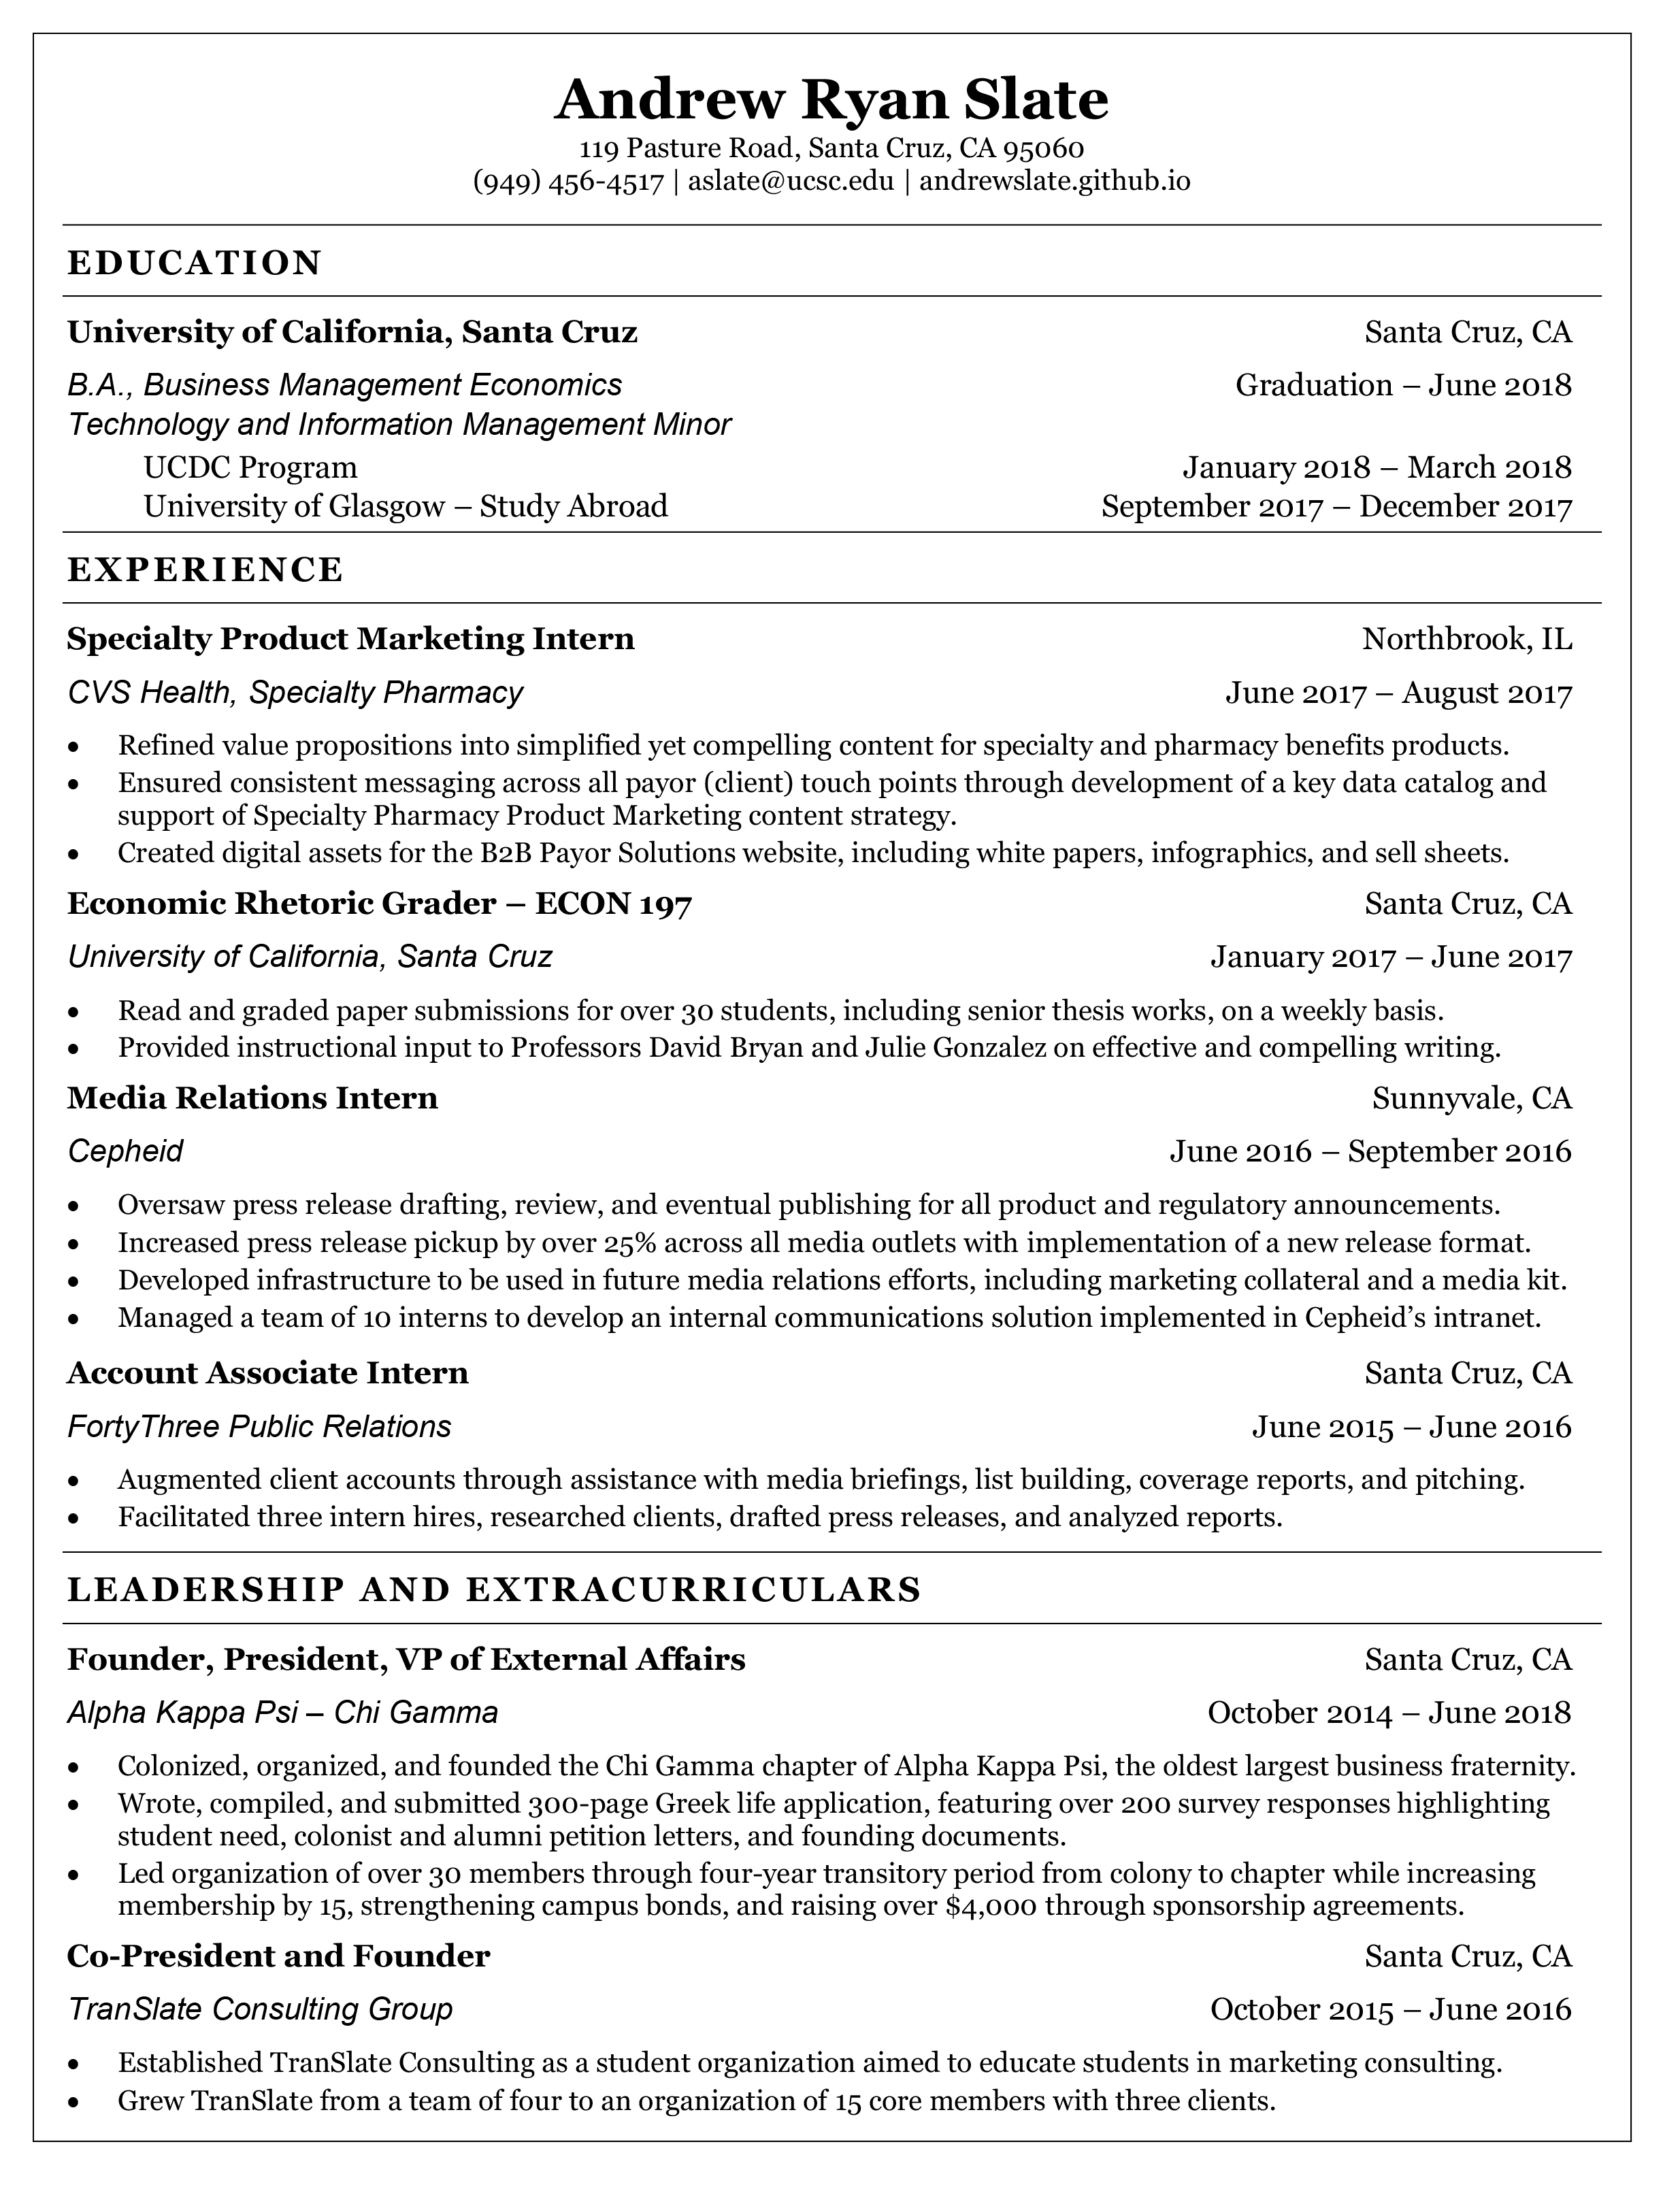 Andrew Ryan Slate
119 Pasture Road, Santa Cruz, CA 95060
(949) 456-4517 | aslate@ucsc.edu | andrewslate.github.io
EDUCATION
University of California, Santa Cruz Santa Cruz, CA
B.A., Business Management Economics Graduation – June 2018
Technology and Information Management Minor
UCDC Program January 2018 – March 2018
University of Glasgow – Study Abroad September 2017 – December 2017
EXPERIENCE
Specialty Product Marketing Intern Northbrook, IL
CVS Health, Specialty Pharmacy June 2017 – August 2017
• Refined value propositions into simplified yet compelling content for specialty and pharmacy benefits products.
• Ensured consistent messaging across all payor (client) touch points through development of a key data catalog and
support of Specialty Pharmacy Product Marketing content strategy.
• Created digital assets for the B2B Payor Solutions website, including white papers, infographics, and sell sheets.
Economic Rhetoric Grader – ECON 197 Santa Cruz, CA
University of California, Santa Cruz January 2017 – June 2017
• Read and graded paper submissions for over 30 students, including senior thesis works, on a weekly basis.
• Provided instructional input to Professors David Bryan and Julie Gonzalez on effective and compelling writing.
Media Relations Intern Sunnyvale, CA
Cepheid June 2016 – September 2016
• Oversaw press release drafting, review, and eventual publishing for all product and regulatory announcements.
• Increased press release pickup by over 25% across all media outlets with implementation of a new release format.
• Developed infrastructure to be used in future media relations efforts, including marketing collateral and a media kit.
• Managed a team of 10 interns to develop an internal communications solution implemented in Cepheid’s intranet.
Account Associate Intern Santa Cruz, CA
FortyThree Public Relations June 2015 – June 2016
• Augmented client accounts through assistance with media briefings, list building, coverage reports, and pitching.
• Facilitated three intern hires, researched clients, drafted press releases, and analyzed reports.
LEADERSHIP AND EXTRACURRICULARS
Founder, President, VP of External Affairs Santa Cruz, CA
Alpha Kappa Psi – Chi Gamma October 2014 – June 2018
• Colonized, organized, and founded the Chi Gamma chapter of Alpha Kappa Psi, the oldest largest business fraternity.
• Wrote, compiled, and submitted 300-page Greek life application, featuring over 200 survey responses highlighting
student need, colonist and alumni petition letters, and founding documents.
• Led organization of over 30 members through four-year transitory period from colony to chapter while increasing
membership by 15, strengthening campus bonds, and raising over $4,000 through sponsorship agreements.
Co-President and Founder Santa Cruz, CA
TranSlate Consulting Group October 2015 – June 2016
• Established TranSlate Consulting as a student organization aimed to educate students in marketing consulting.
• Grew TranSlate from a team of four to an organization of 15 core members with three clients.